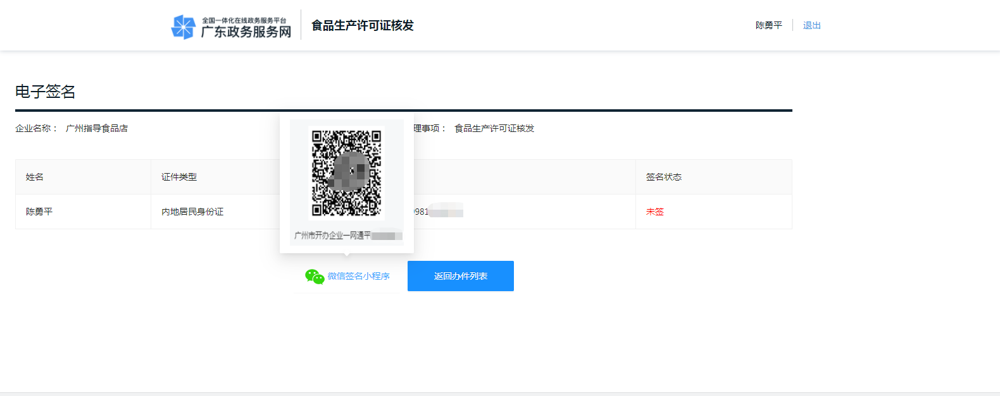 全国一体化在线政务服务平台
广东政务服务网
食品生产许可证核发
陈勇平
退出
电子签名
企业名称： 广州指导食品店
理事项： 食品生产许可证核发
姓名 证件类型 签名状态
陈勇平 内地居民身份证 981 未签
广州市开办企业一网通平
微信签名小程序
返回办件列表